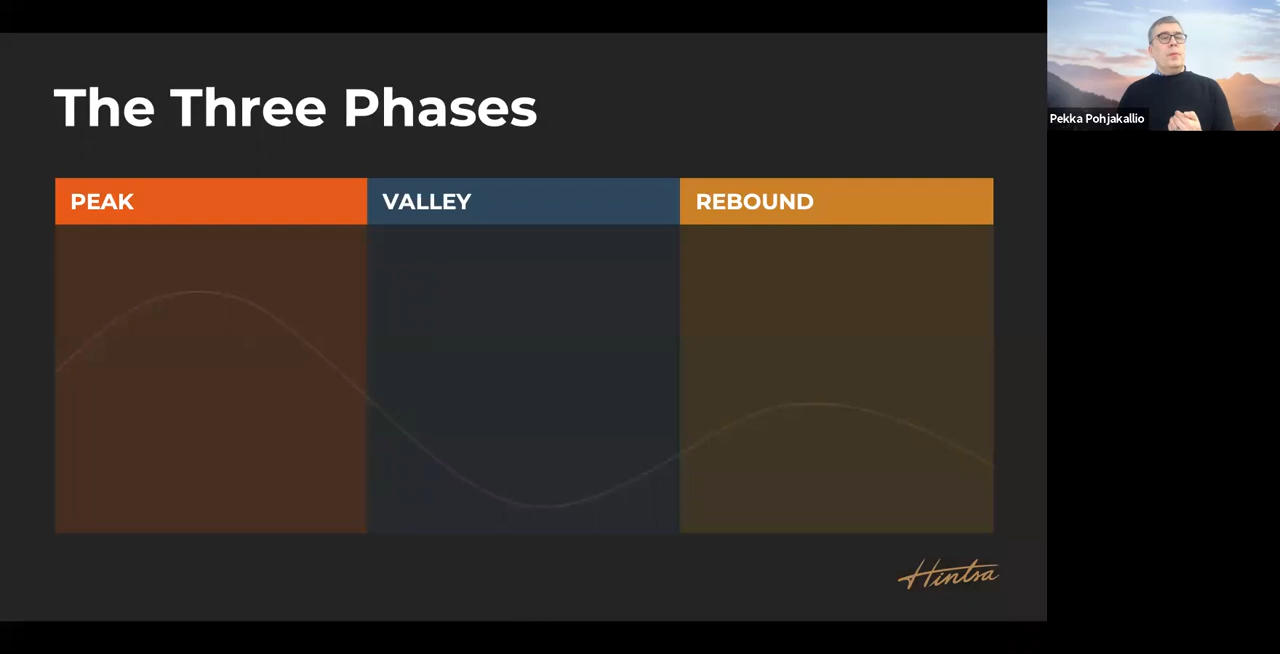 The Three Phases
PEAK
VALLEY
REBOUND
Hintsa
Pekka Pohjakallio